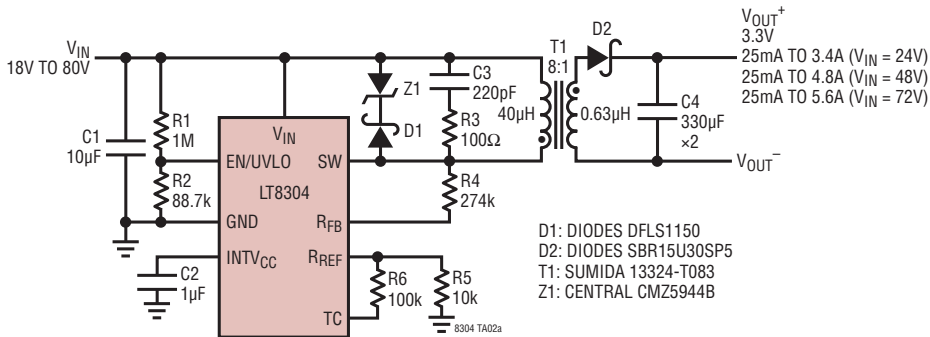 VIN
18V TO 80V
C1
10µF
R1
1M
R2
88.7k
VIN
EN/UVLO
SW
LT8304
GND
RFB
INTVCC
RREF
TC
C2
1µF
Z1
D1
C3
220pF
R3
100Ω
R4
274k
R6
100k
R5
10k
8304 TA02a
T1
8:1
40µH
0.63µH
D2
C4
330µF
×2
VOUT+
3.3V
25mA TO 3.4A (VIN = 24V)
25mA TO 4.8A (VIN = 48V)
25mA TO 5.6A (VIN = 72V)
VOUT–
D1: DIODES DFLS1150
D2: DIODES SBR15U30SP5
T1: SUMIDA 13324-T083
Z1: CENTRAL CMZ5944B